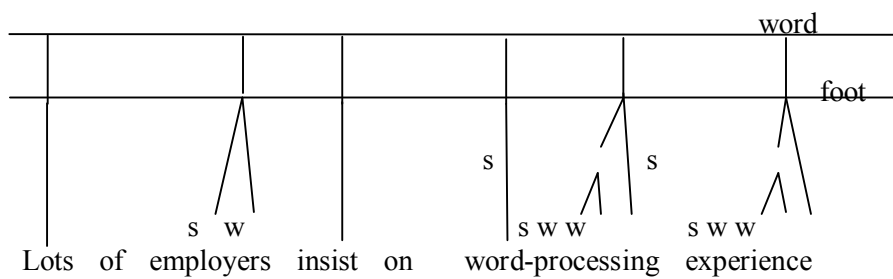 word
foot
s s
s w s w w s w w
Lots of employers insist on word-processing experience